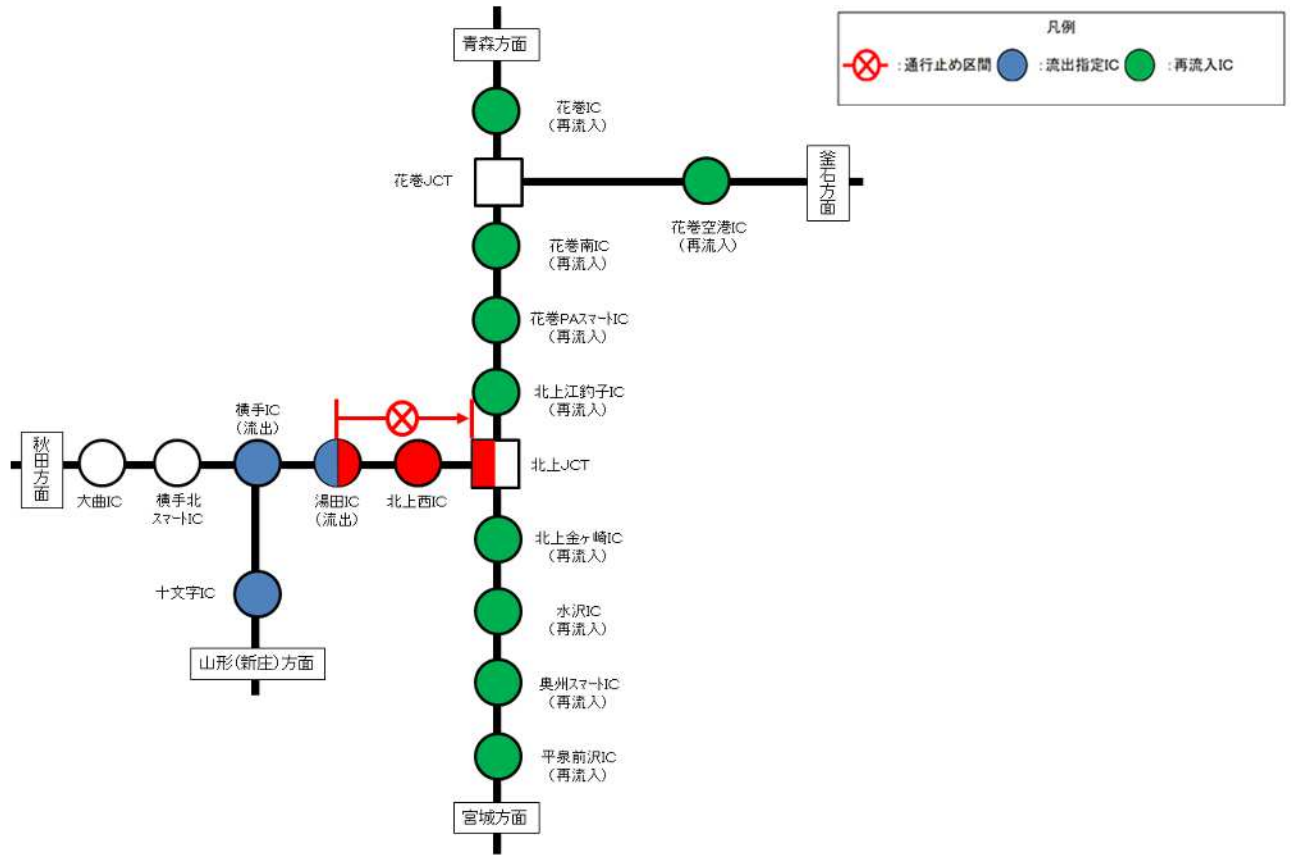 青森方面
凡例
:通行止め区間
:流出指定IC
:再流入IC
花巻IC
(再流入)
花巻JCT
釜石方面
花巻空港IC
(再流入)
花巻南IC
(再流入)
花巻PAスマートIC
(再流入)
北上江釣子IC
(再流入)
横手IC
(流出)
秋田方面
大曲IC
横手北
スマートIC
湯田IC
(流出)
北上西IC
北上JCT
北上金ヶ崎IC
(再流入)
十文字IC
水沢IC
(再流入)
山形(新庄)方面
奥州スマートIC
(再流入)
平泉前沢IC
(再流入)
宮城方面